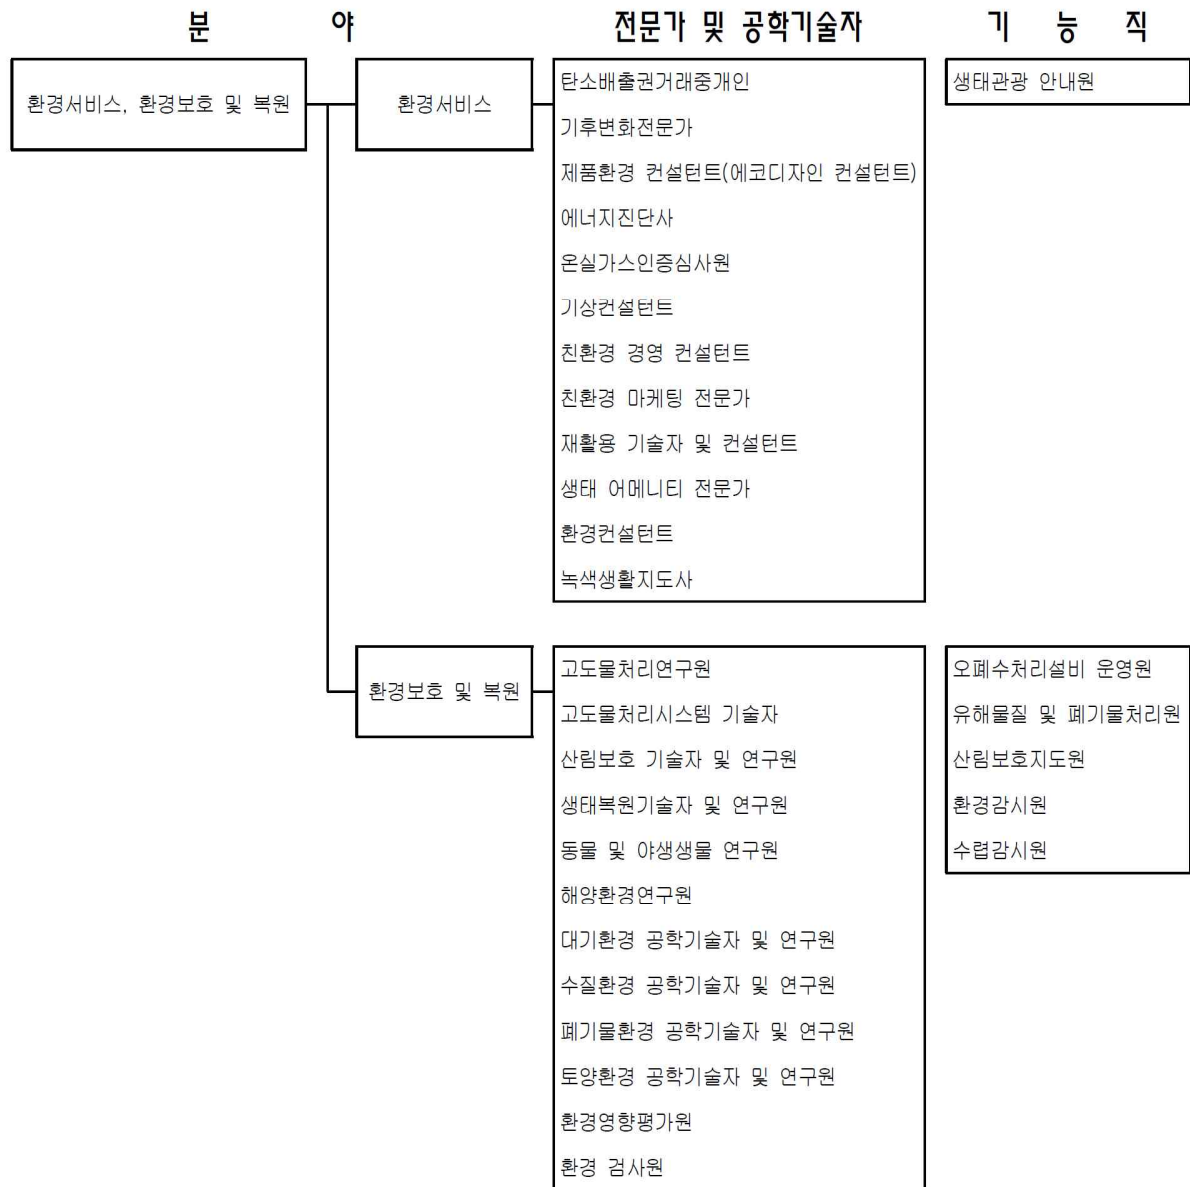 분 야 전문가 및 공학기술자 기 능 직
환경서비스, 환경보호 및 복원
환경서비스
탄소배출권거래중개인
기후변화전문가
제품환경 컨설턴트(에코디자인 컨설턴트)
에너지진단사
온실가스인증심사원
기상컨설턴트
친환경 경영 컨설턴트
친환경 마케팅 전문가
재활용 기술자 및 컨설턴트
생태 어메니티 전문가
환경컨설턴트
녹색생활지도사
생태관광 안내원
환경보호 및 복원
고도물처리연구원
고도물처리시스템 기술자
산림보호 기술자 및 연구원
생태복원기술자 및 연구원
동물 및 야생생물 연구원
해양환경연구원
대기환경 공학기술자 및 연구원
수질환경 공학기술자 및 연구원
폐기물환경 공학기술자 및 연구원
토양환경 공학기술자 및 연구원
환경영향평가원
환경 검사원
오폐수처리설비 운영원
유해물질 및 폐기물처리원
산림보호지도원
환경감시원
수렵감시원